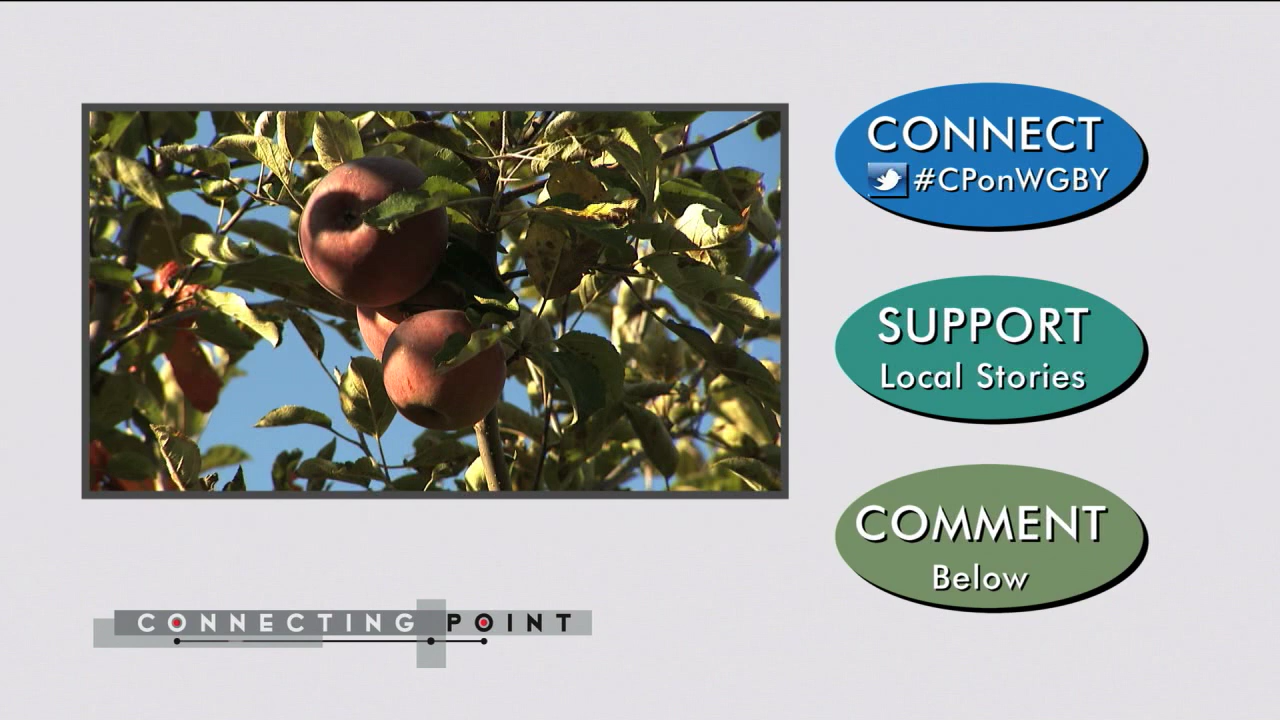 CONNECT
#CPonWGBY
SUPPORT
Local Stories
COMMENT
Below
CONNECTING POINT